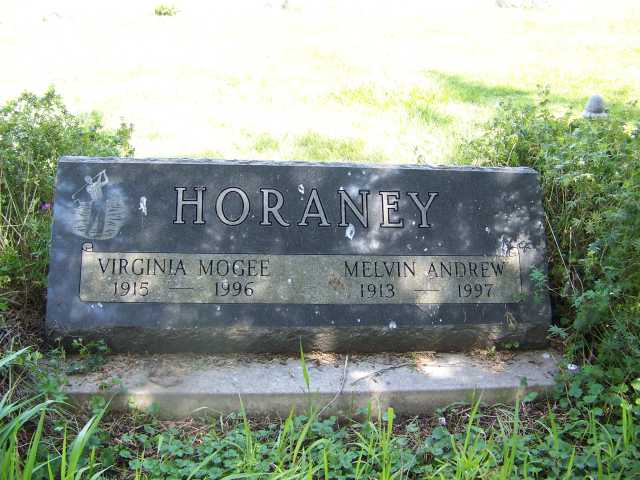 HORANEY
VIRGINIA MOGEE MELVIN ANDREW
1915 — 1996 1913 — 1997